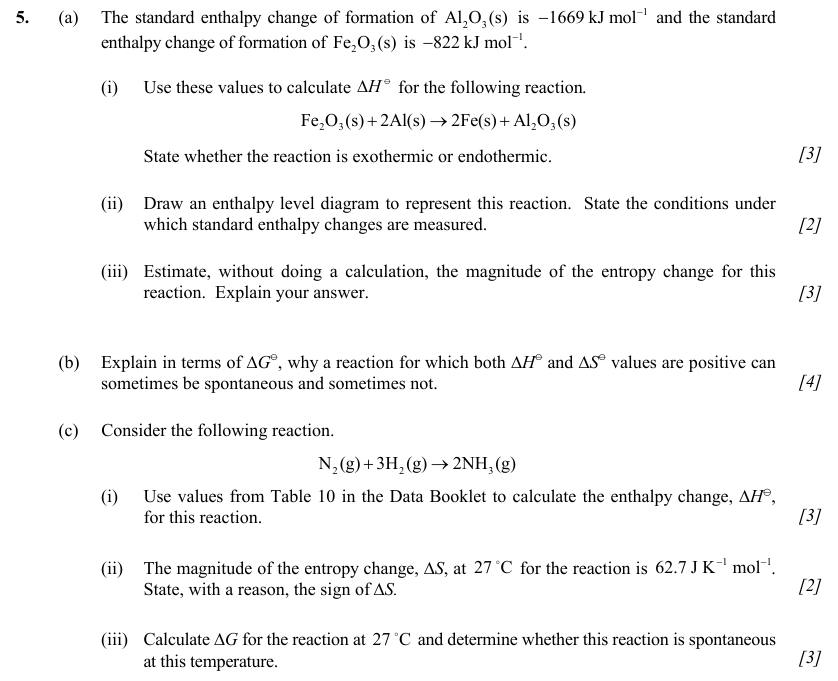 5. (a) The standard enthalpy change of formation of Al₂O₃(s) is −1669 kJ mol⁻¹ and the standard
enthalpy change of formation of Fe₂O₃(s) is −822 kJ mol⁻¹.
(i) Use these values to calculate ΔH° for the following reaction.
Fe₂O₃(s) + 2Al(s) → 2Fe(s) + Al₂O₃(s)
State whether the reaction is exothermic or endothermic. [3]
(ii) Draw an enthalpy level diagram to represent this reaction. State the conditions under
which standard enthalpy changes are measured. [2]
(iii) Estimate, without doing a calculation, the magnitude of the entropy change for this
reaction. Explain your answer. [3]
(b) Explain in terms of ΔG⊖, why a reaction for which both ΔH⊖ and ΔS⊖ values are positive can
sometimes be spontaneous and sometimes not. [4]
(c) Consider the following reaction.
N₂(g) + 3H₂(g) → 2NH₃(g)
(i) Use values from Table 10 in the Data Booklet to calculate the enthalpy change, ΔH⊖,
for this reaction. [3]
(ii) The magnitude of the entropy change, ΔS, at 27 °C for the reaction is 62.7 J K⁻¹ mol⁻¹.
State, with a reason, the sign of ΔS. [2]
(iii) Calculate ΔG for the reaction at 27 °C and determine whether this reaction is spontaneous
at this temperature. [3]